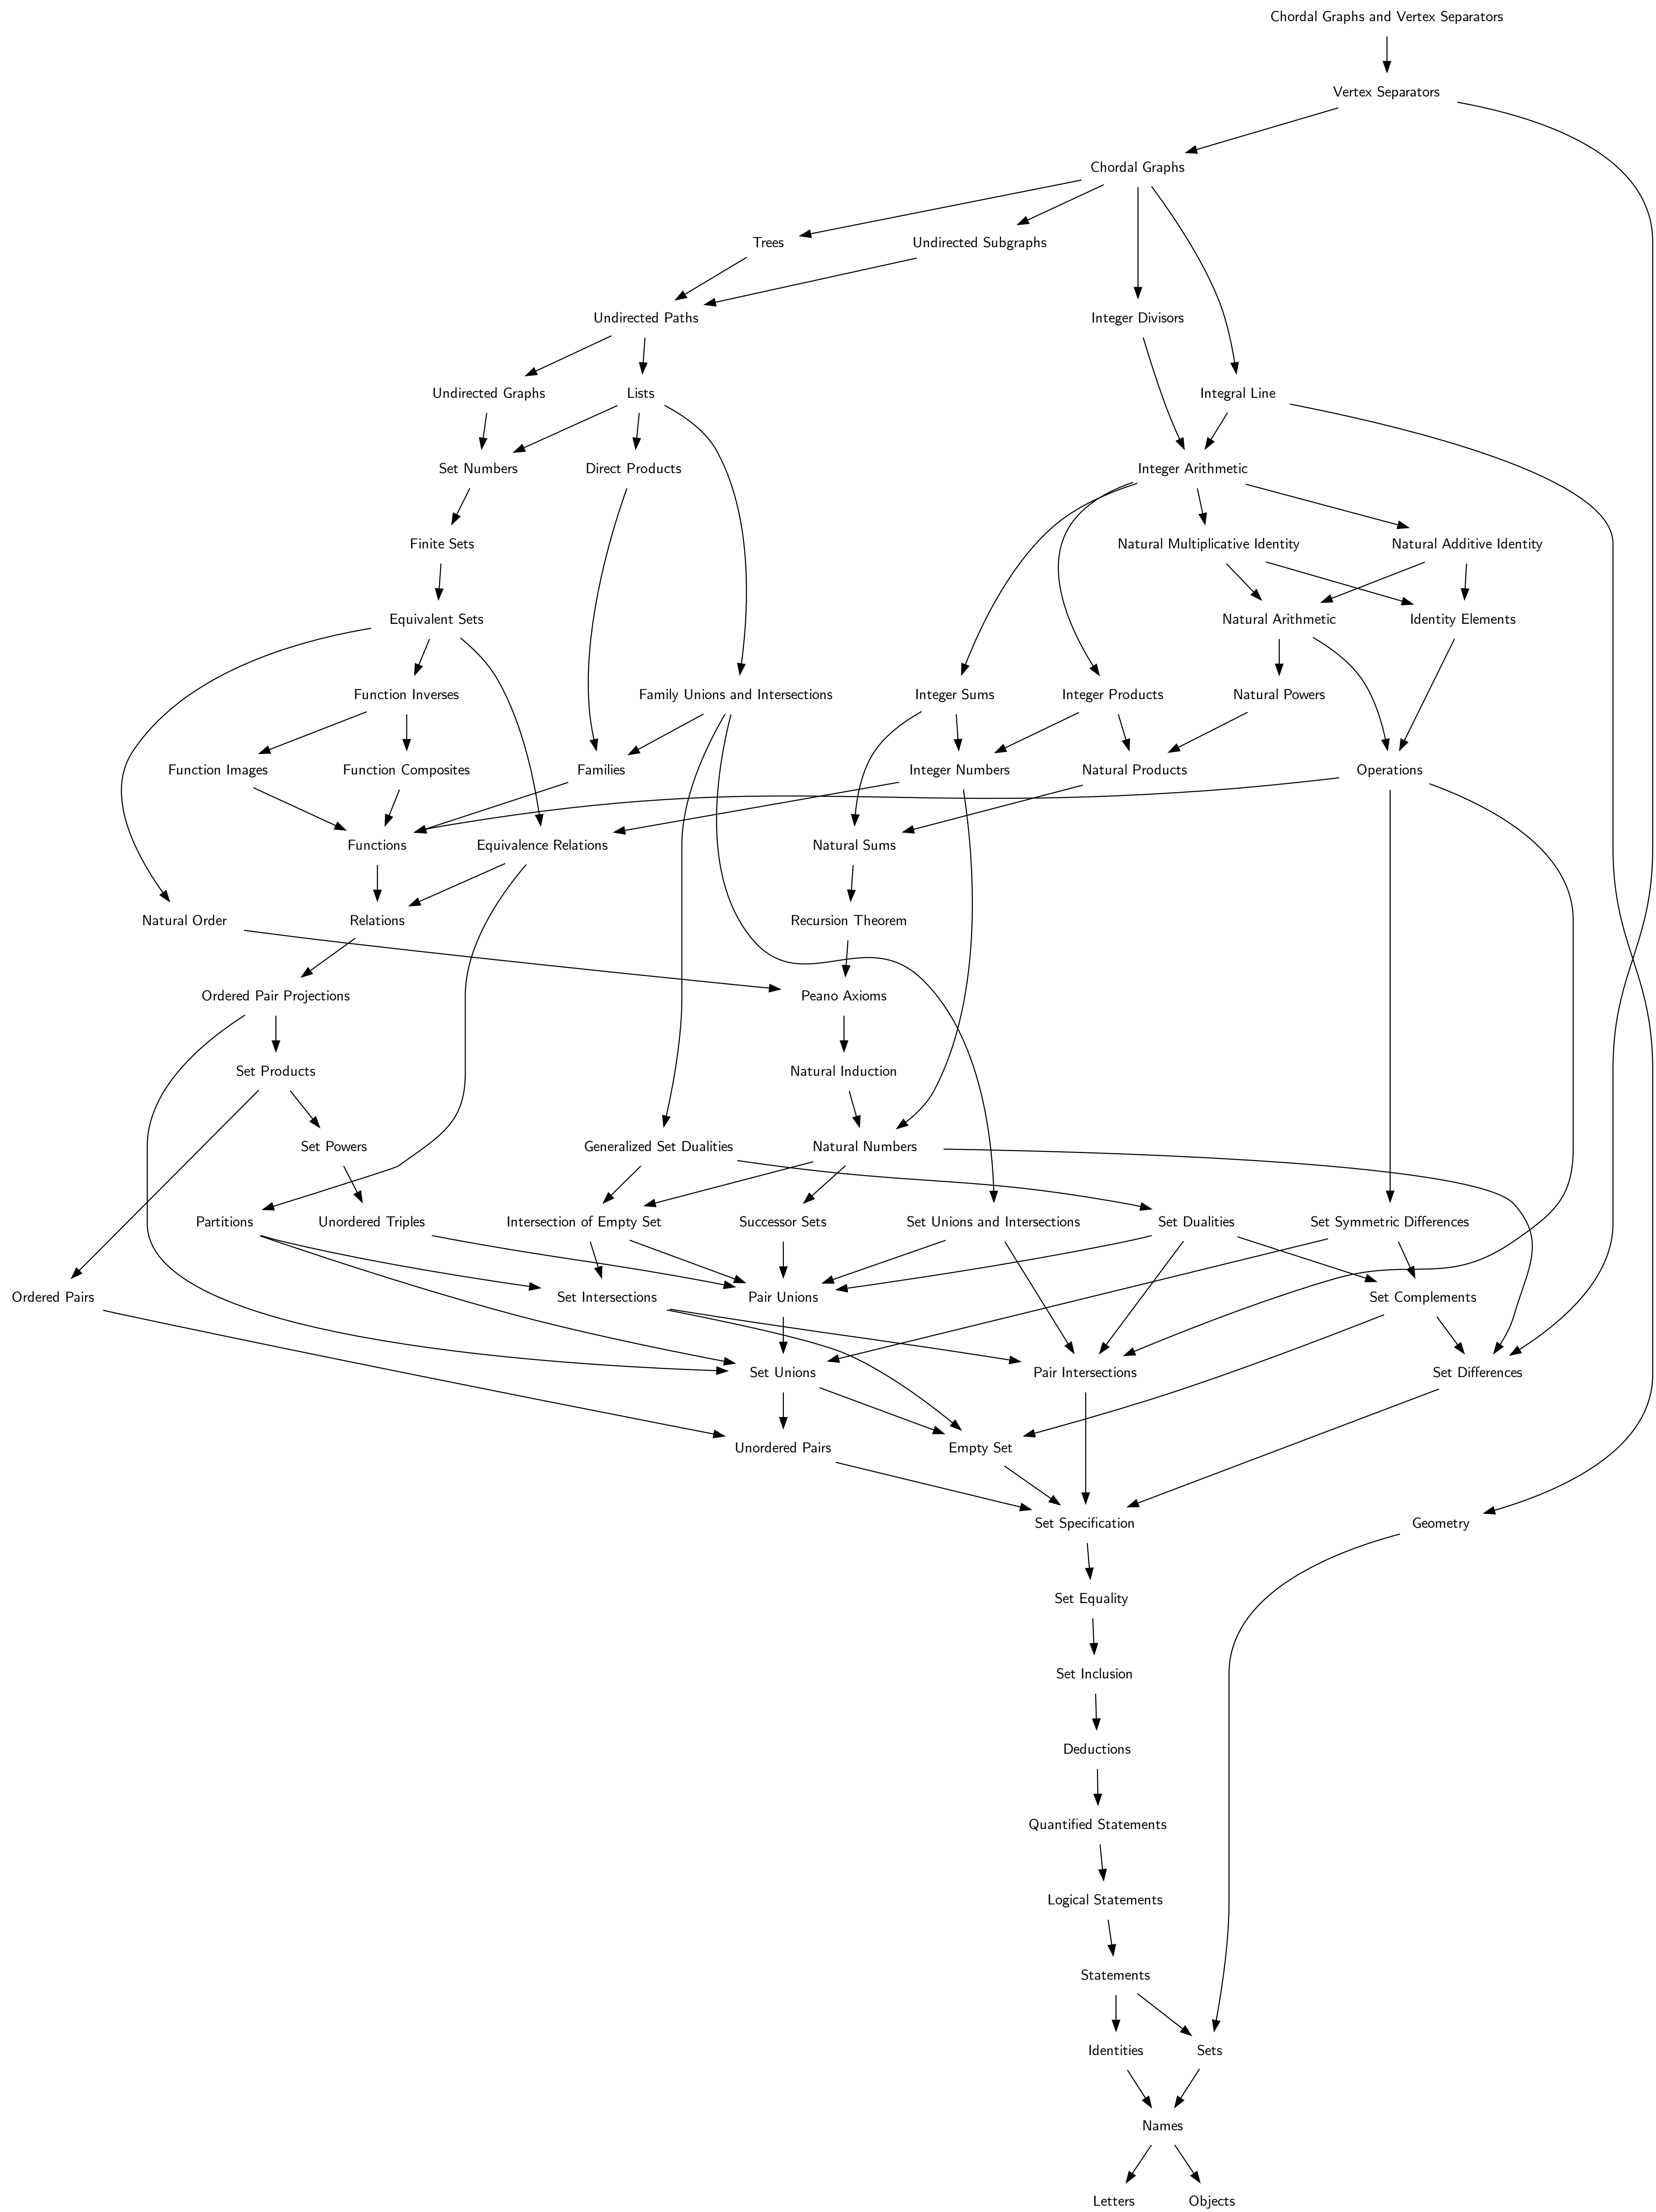 Chordal Graphs and Vertex Separators
Vertex Separators
Chordal Graphs
Trees
Undirected Subgraphs
Undirected Paths
Integer Divisors
Undirected Graphs
Lists
Integral Line
Set Numbers
Direct Products
Integer Arithmetic
Finite Sets
Natural Multiplicative Identity
Natural Additive Identity
Equivalent Sets
Natural Arithmetic
Identity Elements
Function Inverses
Family Unions and Intersections
Integer Sums
Integer Products
Natural Powers
Function Images
Function Composites
Families
Integer Numbers
Natural Products
Operations
Functions
Equivalence Relations
Natural Sums
Natural Order
Relations
Recursion Theorem
Ordered Pair Projections
Peano Axioms
Set Products
Natural Induction
Set Powers
Generalized Set Dualities
Natural Numbers
Partitions
Unordered Triples
Intersection of Empty Set
Successor Sets
Set Unions and Intersections
Set Dualities
Set Symmetric Differences
Ordered Pairs
Set Intersections
Pair Unions
Set Complements
Set Unions
Pair Intersections
Set Differences
Unordered Pairs
Empty Set
Set Specification
Geometry
Set Equality
Set Inclusion
Deductions
Quantified Statements
Logical Statements
Statements
Identities
Sets
Names
Letters
Objects